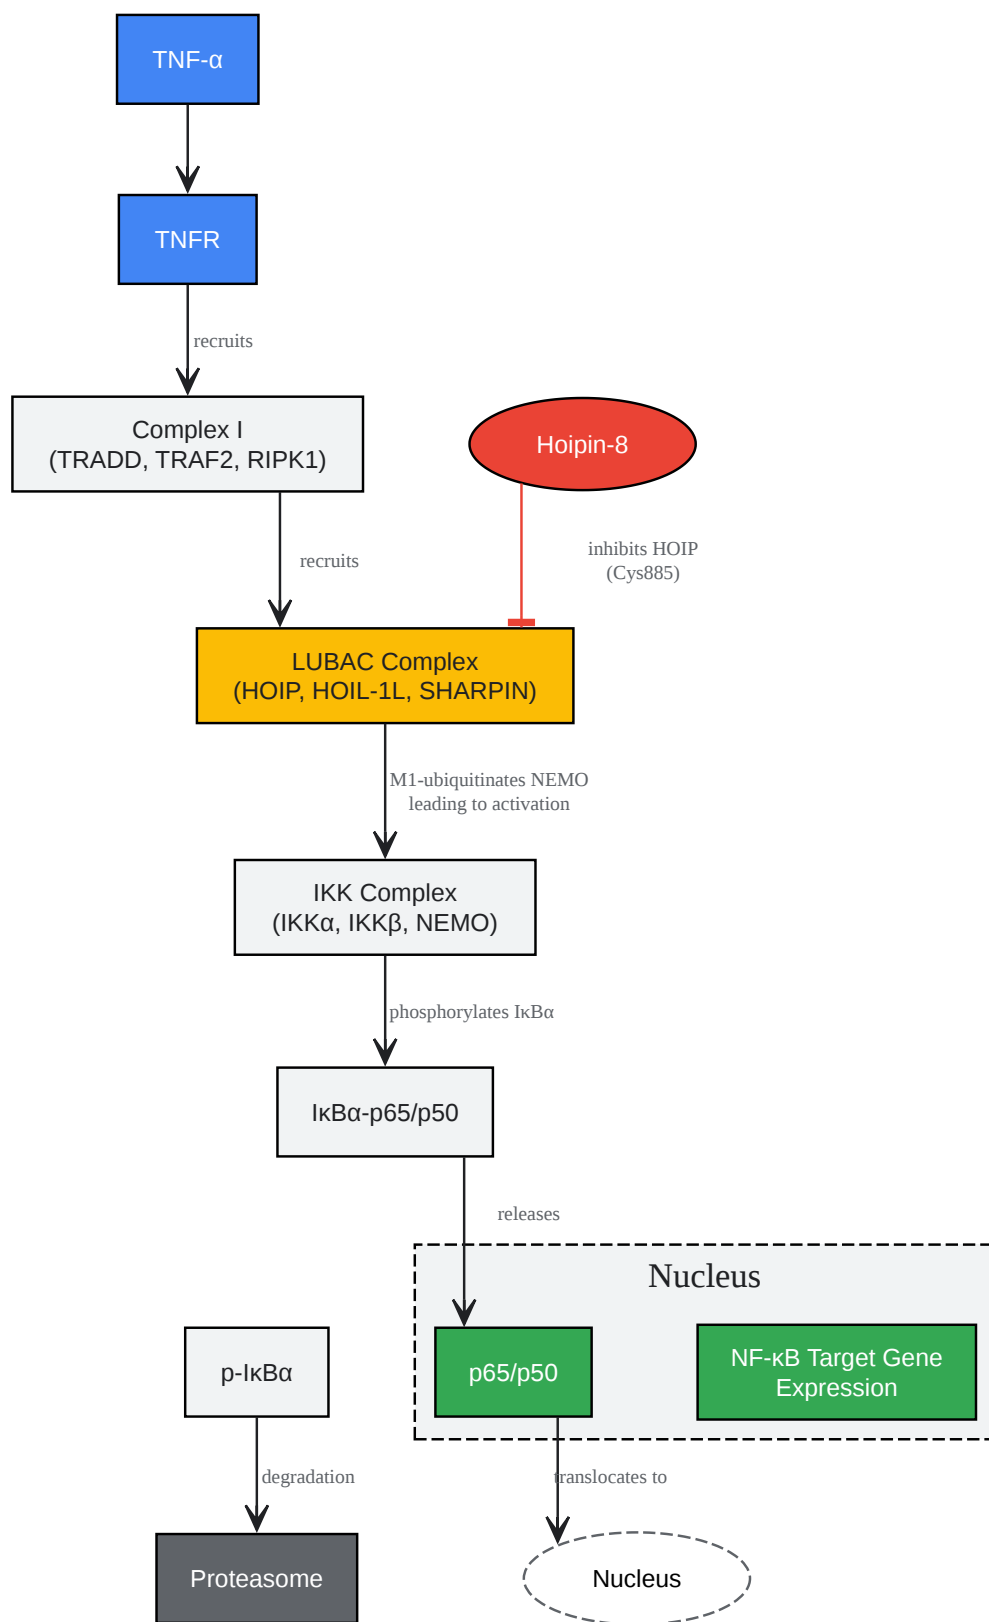 TNF-α
TNFR
recruits
Complex I
(TRADD, TRAF2, RIPK1)
Hoipin-8
recruits
inhibits HOIP
(Cys885)
LUBAC Complex
(HOIP, HOIL-1L, SHARPIN)
M1-ubiquitinates NEMO
leading to activation
IKK Complex
(IKKα, IKKβ, NEMO)
phosphorylates IκBα
IκBα-p65/p50
releases
Nucleus
p-IκBα
p65/p50
NF-κB Target Gene
Expression
degradation
translocates to
Proteasome
Nucleus